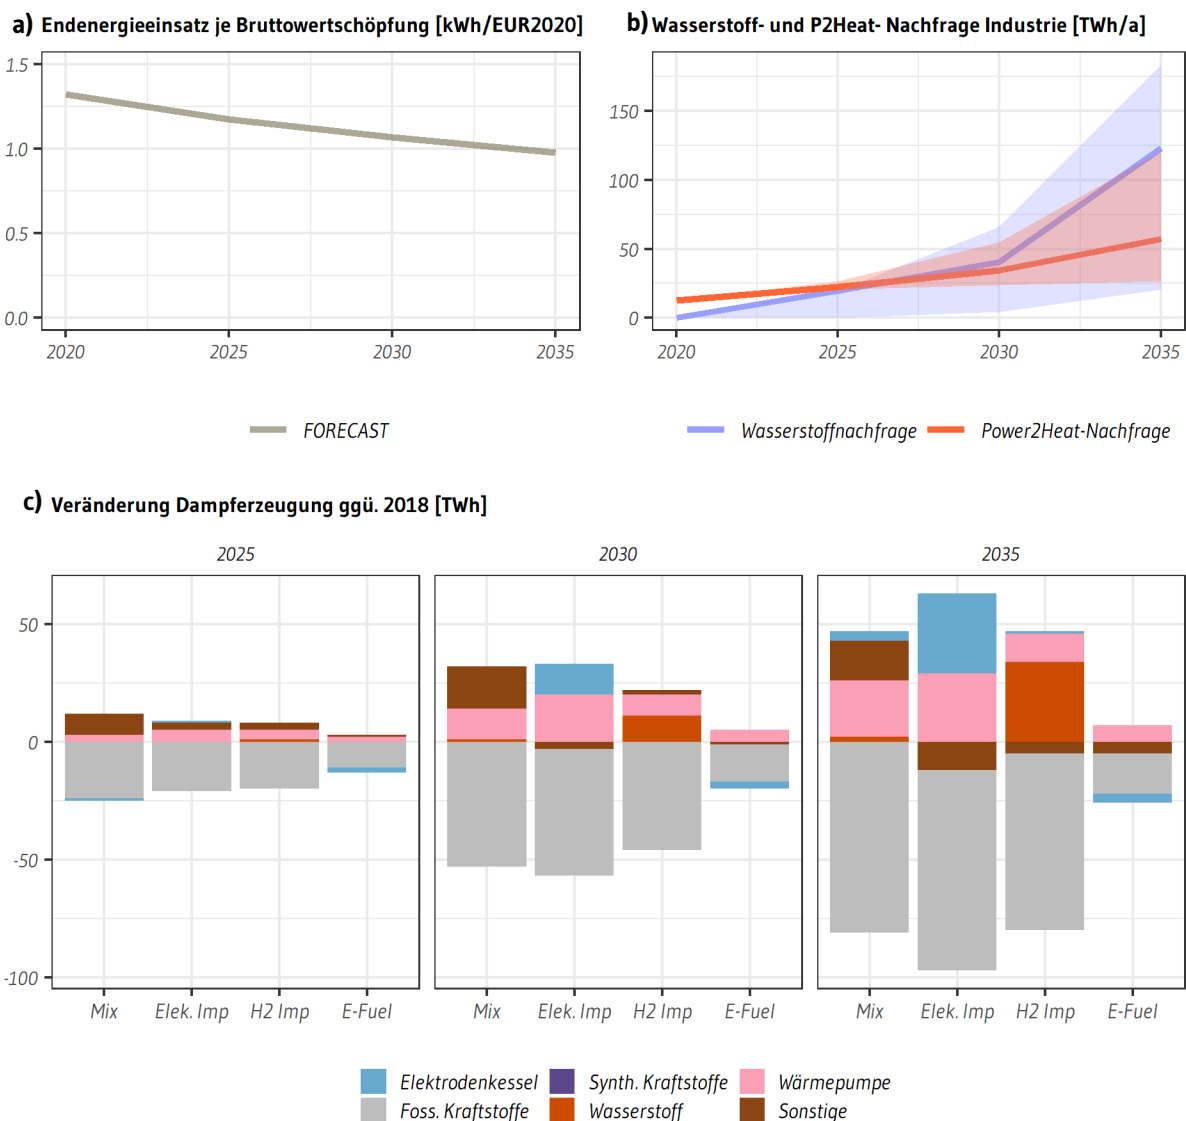 a) Endenergieeinsatz je Bruttowertschöpfung [kWh/EUR2020]
1.5
1.0
0.5
0.0
2020 2025 2030 2035
FORECAST
b) Wasserstoff- und P2Heat- Nachfrage Industrie [TWh/a]
150
100
50
0
2020 2025 2030 2035
Wasserstoffnachfrage Power2Heat-Nachfrage
c) Veränderung Dampferzeugung ggü. 2018 [TWh]
2025 2030 2035
50
0
-50
-100
Mix Elek. Imp H2 Imp E-Fuel Mix Elek. Imp H2 Imp E-Fuel Mix Elek. Imp H2 Imp E-Fuel
Elektrodenkessel Synth. Kraftstoffe Wärmepumpe
Foss. Kraftstoffe Wasserstoff Sonstige